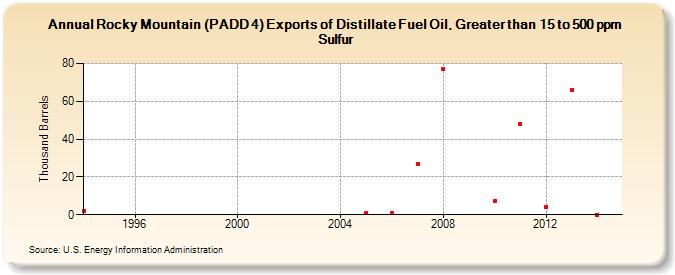 Annual Rocky Mountain (PADD 4) Exports of Distillate Fuel Oil, Greater than 15 to 500 ppm
Sulfur
Thousand Barrels
80
60
40
20
0
1996 2000 2004 2008 2012
Source: U.S. Energy Information Administration